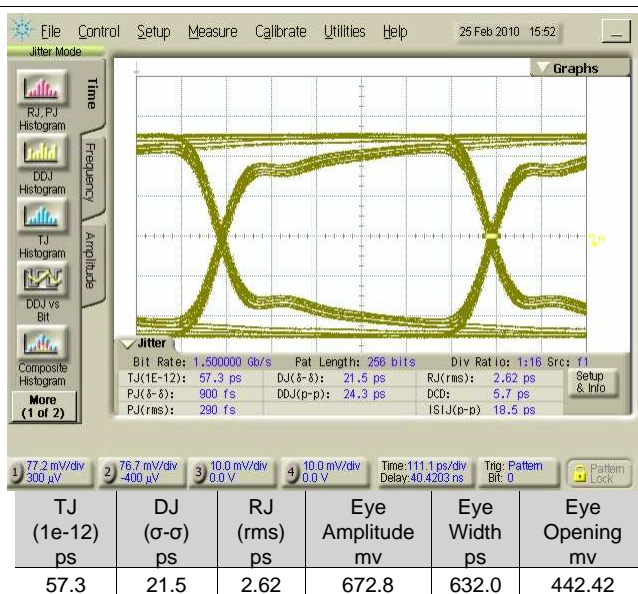 File Control Setup Measure Calibrate Utilities Help 25 Feb 2010 15:52
Jitter Mode
Graphs
Time
Frequency
Amplitude
RJ, PJ
Histogram
DDJ
Histogram
TJ
Histogram
DDJ vs
Bit
Composite
Histogram
More
(1 of 2)
Jitter
Bit Rate: 1.500000 Gb/s Pat Length: 256 bits Div Ratio: 1:16 Src: f1
TJ(1E-12): 57.3 ps DJ(δ-δ): 21.5 ps RJ(rms): 2.62 ps
PJ(δ-δ): 900 fs DDJ(p-p): 24.3 ps DCD: 5.7 ps
PJ(rms): 290 fs ISIJ(p-p) 18.5 ps
Setup
& Info
1) 77.2 mV/div 2) 76.7 mV/div 3) 10.0 mV/div 4) 10.0 mV/div Time:111.1 ps/div Trig: Pattern
300 µV -400 µV 0.0 V 0.0 V Delay:40.4203 ns Bit: 0
Pattern
Lock
TJ DJ RJ Eye Eye Eye
(1e-12) (σ-σ) (rms) Amplitude Width Opening
ps ps ps mv ps mv
57.3 21.5 2.62 672.8 632.0 442.42